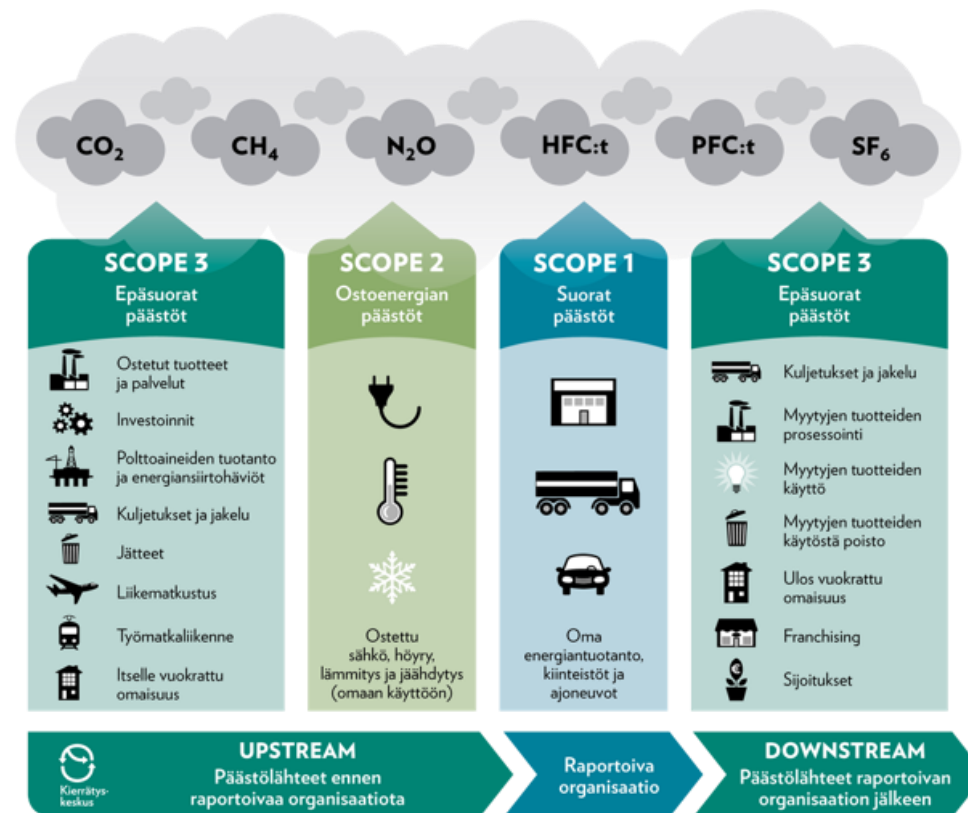 CO₂
CH₄
N₂O
HFC:t
PFC:t
SF₆
SCOPE 3
Epäsuorat
päästöt
Ostetut tuotteet
ja palvelut
Investoinnit
Polttoaineiden tuotanto
ja energiansiirtohäviöt
Kuljetukset ja jakelu
Jätteet
Liikematkustus
Työmatkaliikenne
Itselle vuokrattu
omaisuus
SCOPE 2
Ostoenergian
päästöt
Ostettu
sähkö, höyry,
lämmitys ja jäähdytys
(omaan käyttöön)
SCOPE 1
Suorat
päästöt
Oma
energiantuotanto,
kiinteistöt ja
ajoneuvot
SCOPE 3
Epäsuorat
päästöt
Kuljetukset ja jakelu
Myytyjen tuotteiden
prosessointi
Myytyjen tuotteiden
käyttö
Myytyjen tuotteiden
käytöstä poisto
Ulos vuokrattu
omaisuus
Franchising
€
Sijoitukset
Kierrätys-
keskus
UPSTREAM
Päästölähteet ennen
raportoivaa organisaatiota
Raportoiva
organisaatio
DOWNSTREAM
Päästölähteet raportoivan
organisaation jälkeen